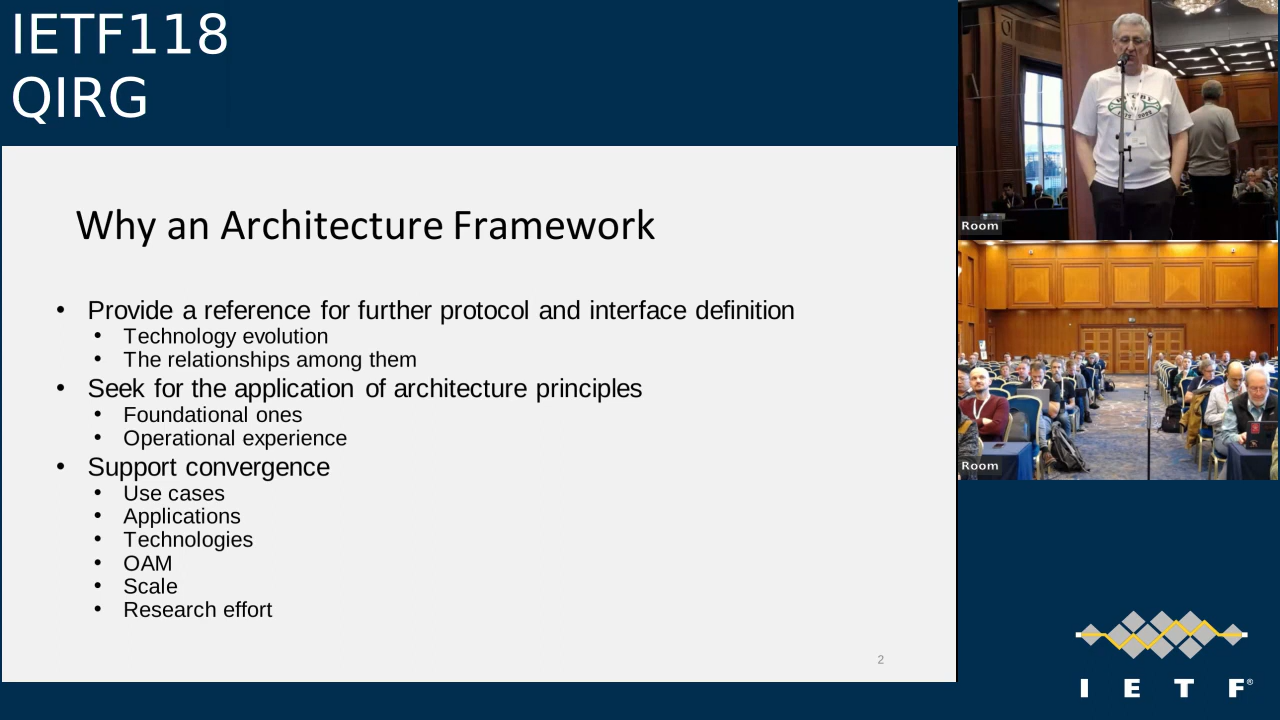 IETF118
QIRG
Why an Architecture Framework
• Provide a reference for further protocol and interface definition
• Technology evolution
• The relationships among them
• Seek for the application of architecture principles
• Foundational ones
• Operational experience
• Support convergence
• Use cases
• Applications
• Technologies
• OAM
• Scale
• Research effort
2
Room
Room
I E T F®